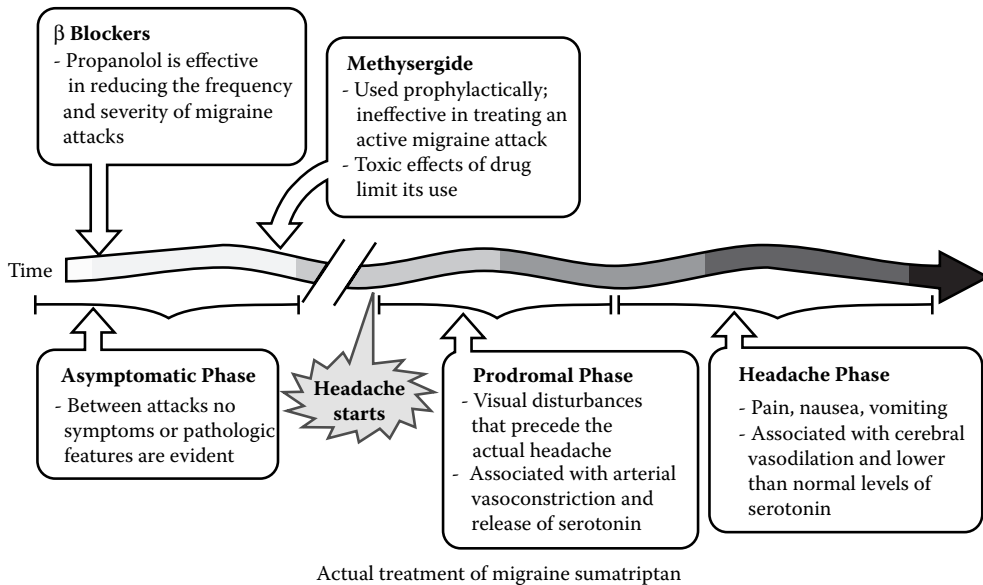 β Blockers
- Propanolol is effective
in reducing the frequency
and severity of migraine
attacks
Methysergide
- Used prophylactically;
ineffective in treating an
active migraine attack
- Toxic effects of drug
limit its use
Time
Asymptomatic Phase
- Between attacks no
symptoms or pathologic
features are evident
Headache
starts
Prodromal Phase
- Visual disturbances
that precede the
actual headache
- Associated with arterial
vasoconstriction and
release of serotonin
Headache Phase
- Pain, nausea, vomiting
- Associated with cerebral
vasodilation and lower
than normal levels of
serotonin
Actual treatment of migraine sumatriptan